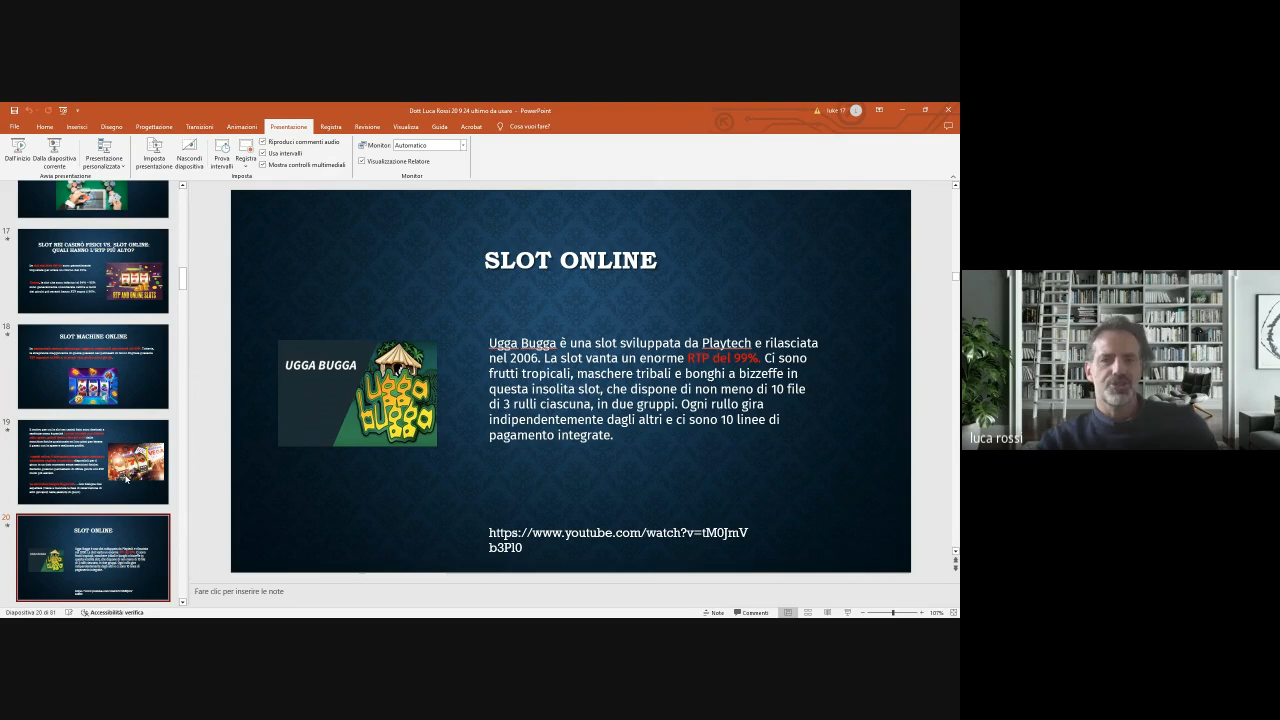 Dott Luca Rossi 20 9 24 ultimo da usare - PowerPoint
luke 17
File Home Inserisci Disegno Progettazione Transizioni Animazioni Presentazione Registra Revisione Visualizza Guida Acrobat Cosa vuoi fare?
Dall'inizio
Dalla diapositiva corrente
Presentazione personalizzata
Avvia presentazione
Imposta presentazione
Nascondi diapositiva
Prova intervalli
Registra
Riproduci commenti audio
Usa intervalli
Mostra controlli multimediali
Imposta
Monitor: Automatico
Visualizzazione Relatore
Monitor
17
SLOT NEI CASINÒ FISICI VS. SLOT ONLINE:
QUALI HANNO L'RTP PIÙ ALTO?
RTP AND ONLINE SLOTS
18
SLOT MACHINE ONLINE
19
20
SLOT ONLINE
SLOT ONLINE
UGGA BUGGA
Ugga Bugga
Ugga Bugga è una slot sviluppata da Playtech e rilasciata
nel 2006. La slot vanta un enorme RTP del 99%. Ci sono
frutti tropicali, maschere tribali e bonghi a bizzeffe in
questa insolita slot, che dispone di non meno di 10 file
di 3 rulli ciascuna, in due gruppi. Ogni rullo gira
indipendentemente dagli altri e ci sono 10 linee di
pagamento integrate.
https://www.youtube.com/watch?v=tM0JmV
b3Pl0
Fare clic per inserire le note
Diapositiva 20 di 81
Accessibilità: verifica
Note
Commenti
107%
luca rossi